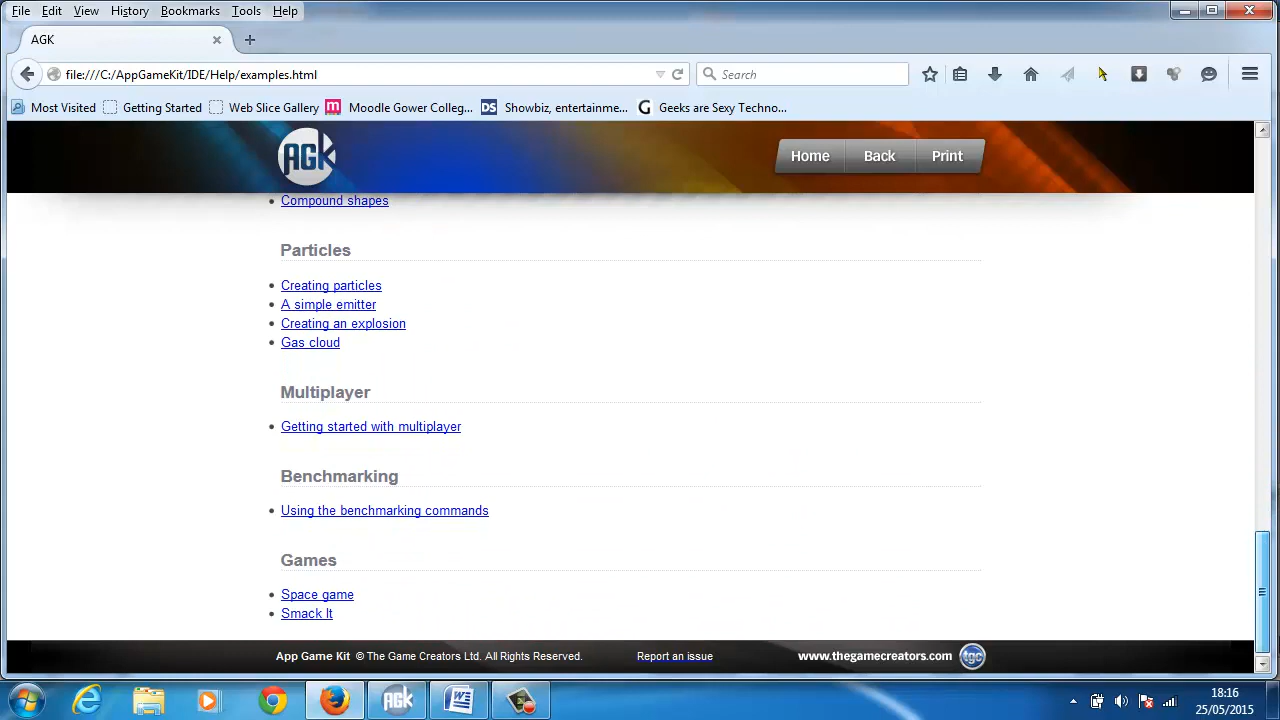 File Edit View History Bookmarks Tools Help
AGK
file:///C:/AppGameKit/IDE/Help/examples.html
Search
Most Visited Getting Started Web Slice Gallery m Moodle Gower Colleg... DS Showbiz, entertainme... G Geeks are Sexy Techno...
AGK
Home Back Print
Compound shapes
Particles
Creating particles
A simple emitter
Creating an explosion
Gas cloud
Multiplayer
Getting started with multiplayer
Benchmarking
Using the benchmarking commands
Games
Space game
Smack It
App Game Kit © The Game Creators Ltd. All Rights Reserved. Report an issue www.thegamecreators.com tgc
AGK
18:16
25/05/2015